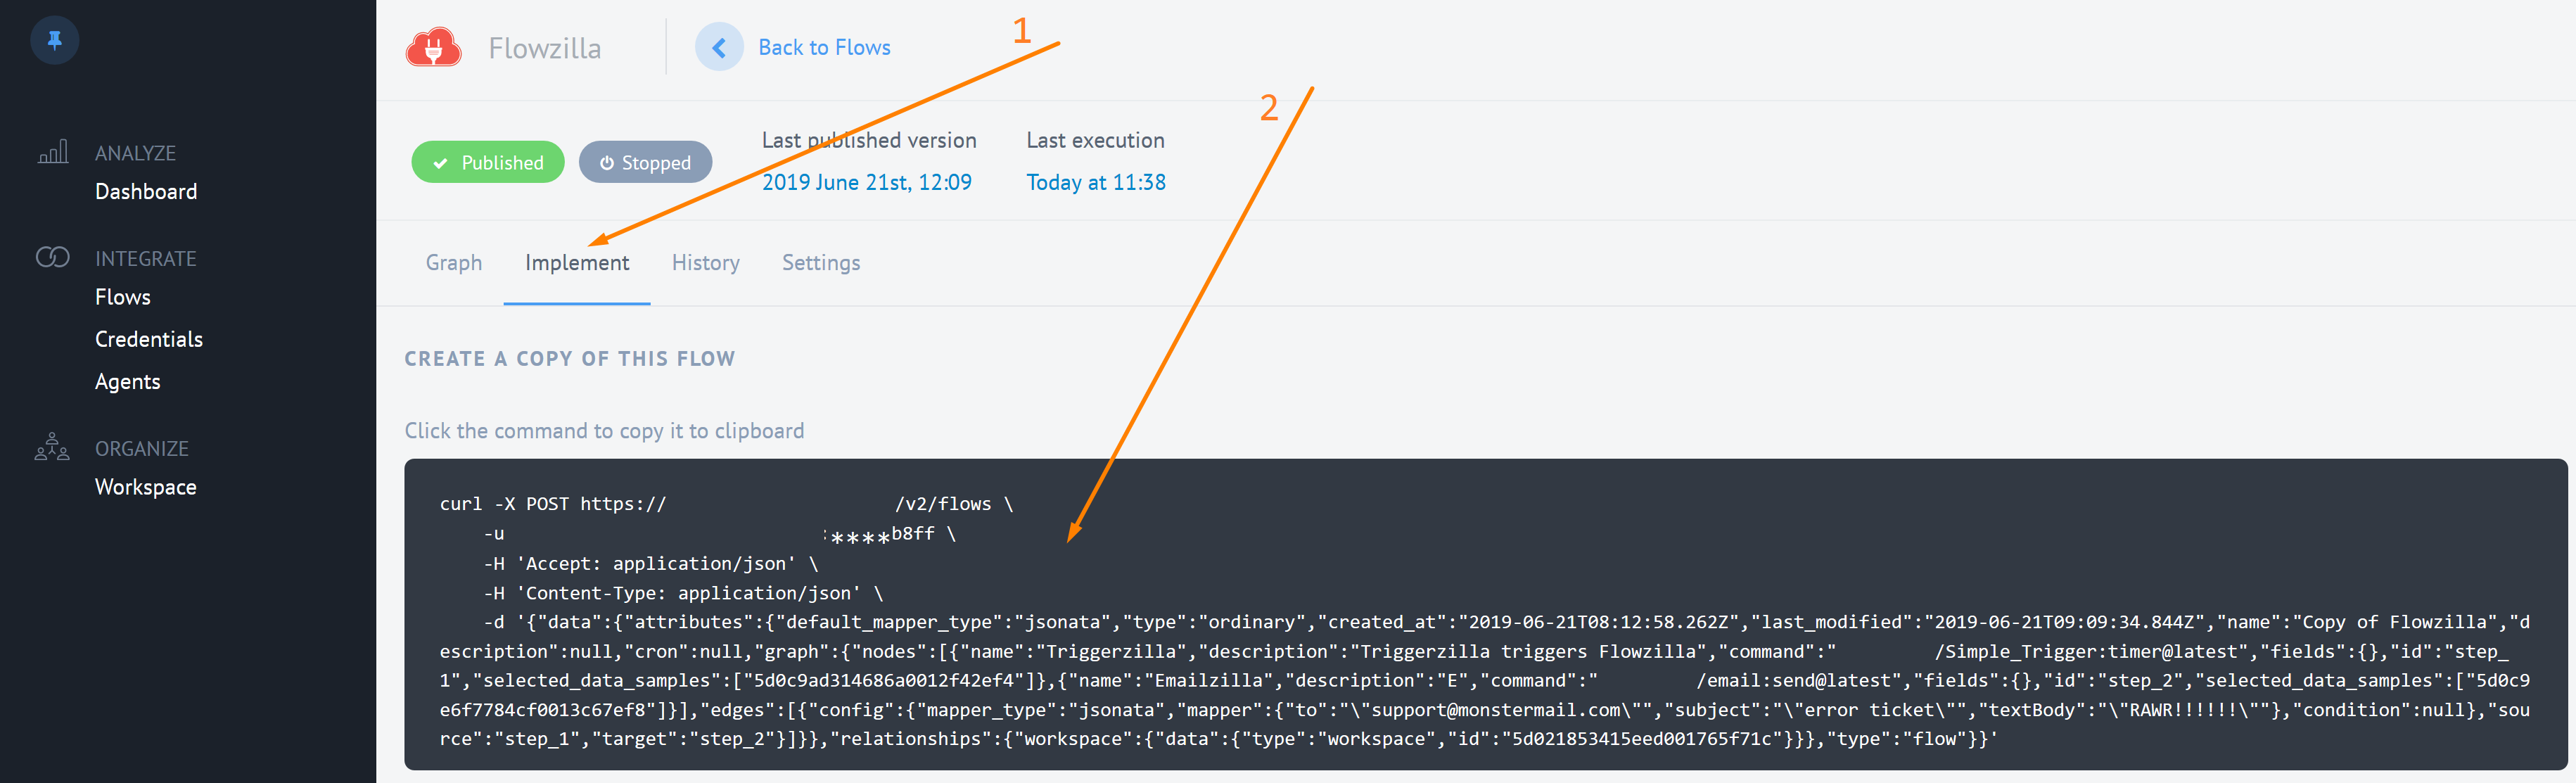 1
Flowzilla
Back to Flows
2
Published
Stopped
Last published version
Last execution
2019 June 21st, 12:09
Today at 11:38
ANALYZE
Dashboard
INTEGRATE
Flows
Credentials
Agents
ORGANIZE
Workspace
Graph
Implement
History
Settings
CREATE A COPY OF THIS FLOW
Click the command to copy it to clipboard
curl -X POST https:// /v2/flows \
-u :****b8ff \
-H 'Accept: application/json' \
-H 'Content-Type: application/json' \
-d '{"data":{"attributes":{"default_mapper_type":"jsonata","type":"ordinary","created_at":"2019-06-21T08:12:58.262Z","last_modified":"2019-06-21T09:09:34.844Z","name":"Copy of Flowzilla","d
escription":null,"cron":null,"graph":{"nodes":[{"name":"Triggerzilla","description":"Triggerzilla triggers Flowzilla","command":" /Simple_Trigger:timer@latest","fields":{},"id":"step_
1","selected_data_samples":["5d0c9ad314686a0012f42ef4"]},{"name":"Emailzilla","description":"E","command":" /email:send@latest","fields":{},"id":"step_2","selected_data_samples":["5d0c9
e6f7784cf0013c67ef8"]}],"edges":[{"config":{"mapper_type":"jsonata","mapper":{"to":"\"support@monstermail.com\"","subject":"\"error ticket\"","textBody":"\"RAWR!!!!!!\""},"condition":null},"sou
rce":"step_1","target":"step_2"}]}},"relationships":{"workspace":{"data":{"type":"workspace","id":"5d021853415eed001765f71c"}}},"type":"flow"}}'